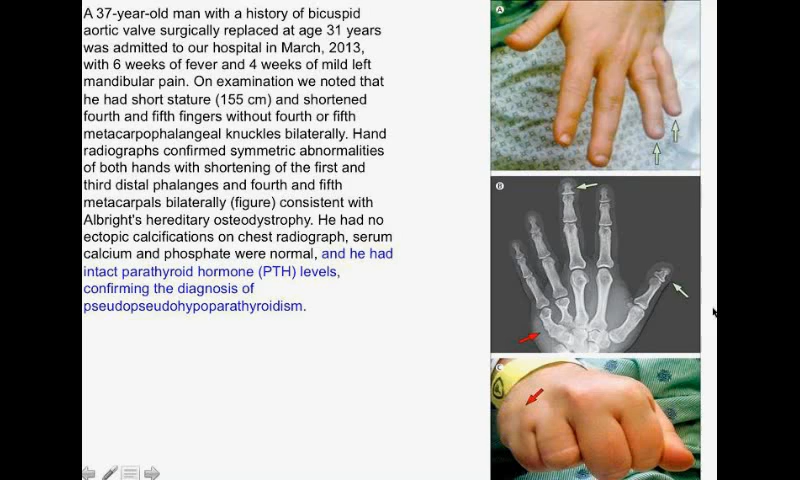 A 37-year-old man with a history of bicuspid
aortic valve surgically replaced at age 31 years
was admitted to our hospital in March, 2013,
with 6 weeks of fever and 4 weeks of mild left
mandibular pain. On examination we noted that
he had short stature (155 cm) and shortened
fourth and fifth fingers without fourth or fifth
metacarpophalangeal knuckles bilaterally. Hand
radiographs confirmed symmetric abnormalities
of both hands with shortening of the first and
third distal phalanges and fourth and fifth
metacarpals bilaterally (figure) consistent with
Albright's hereditary osteodystrophy. He had no
ectopic calcifications on chest radiograph, serum
calcium and phosphate were normal, and he had
intact parathyroid hormone (PTH) levels,
confirming the diagnosis of
pseudopseudohypoparathyroidism.
A
B
C